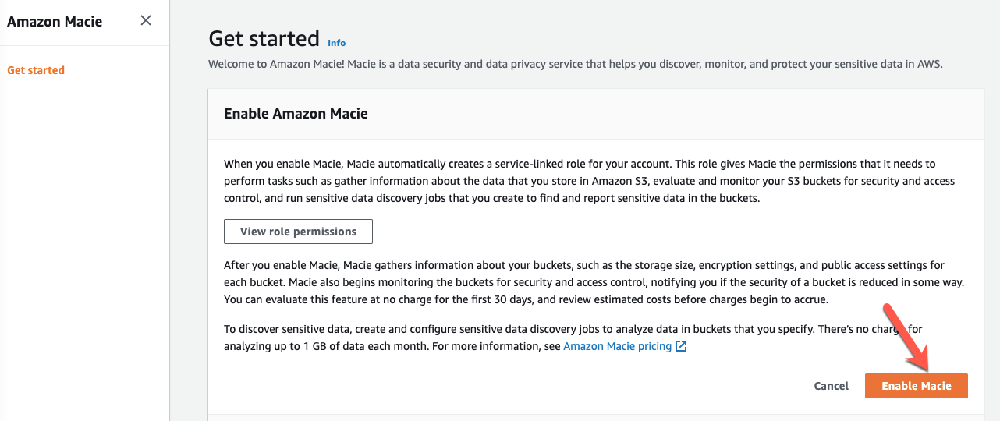 Amazon Macie
Get started
Get started Info
Welcome to Amazon Macie! Macie is a data security and data privacy service that helps you discover, monitor, and protect your sensitive data in AWS.
Enable Amazon Macie
When you enable Macie, Macie automatically creates a service-linked role for your account. This role gives Macie the permissions that it needs to
perform tasks such as gather information about the data that you store in Amazon S3, evaluate and monitor your S3 buckets for security and access
control, and run sensitive data discovery jobs that you create to find and report sensitive data in the buckets.
View role permissions
After you enable Macie, Macie gathers information about your buckets, such as the storage size, encryption settings, and public access settings for
each bucket. Macie also begins monitoring the buckets for security and access control, notifying you if the security of a bucket is reduced in some way.
You can evaluate this feature at no charge for the first 30 days, and review estimated costs before charges begin to accrue.
To discover sensitive data, create and configure sensitive data discovery jobs to analyze data in buckets that you specify. There's no charge for
analyzing up to 1 GB of data each month. For more information, see Amazon Macie pricing
Cancel Enable Macie